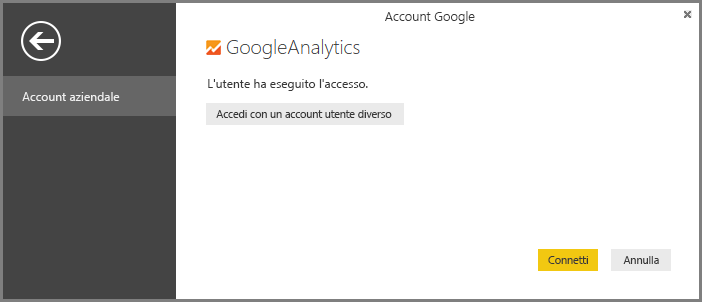 Account Google
GoogleAnalytics
Account aziendale
L'utente ha eseguito l'accesso.
Accedi con un account utente diverso
Connetti
Annulla